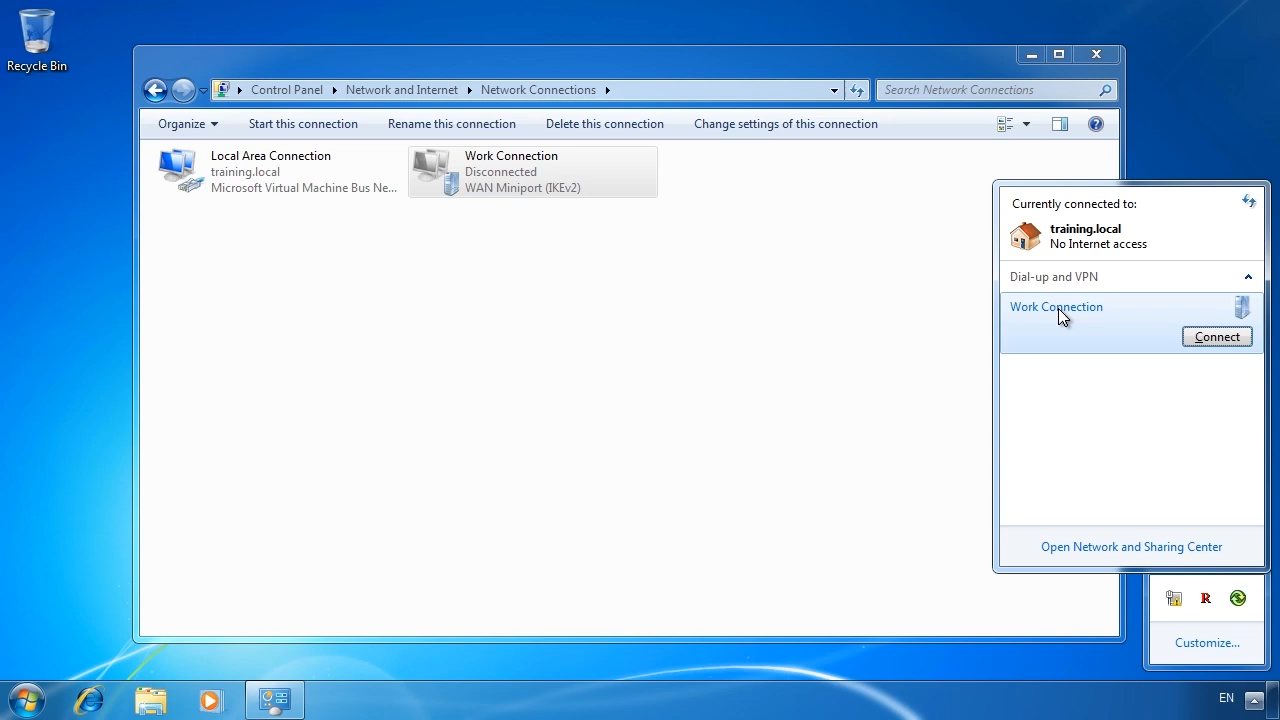 Recycle Bin
Control Panel
Network and Internet
Network Connections
Search Network Connections
Organize
Start this connection
Rename this connection
Delete this connection
Change settings of this connection
Local Area Connection
training.local
Microsoft Virtual Machine Bus Ne...
Work Connection
Disconnected
WAN Miniport (IKEv2)
Currently connected to:
training.local
No Internet access
Dial-up and VPN
Work Connection
Connect
Open Network and Sharing Center
R
Customize...
EN